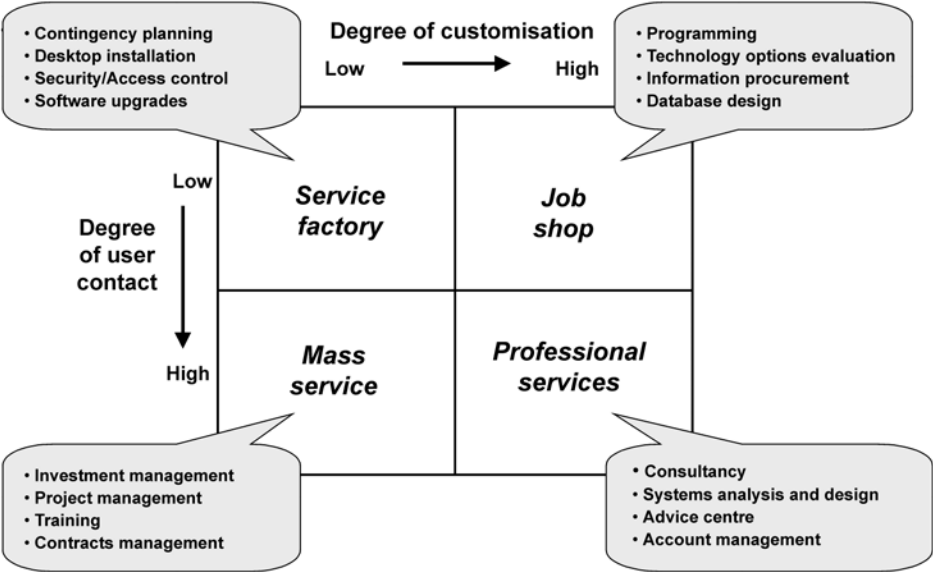 • Contingency planning
• Desktop installation
• Security/Access control
• Software upgrades
Degree of customisation
Low
High
• Programming
• Technology options evaluation
• Information procurement
• Database design
Low
Degree
of user
contact
High
Service
factory
Job
shop
Mass
service
Professional
services
• Investment management
• Project management
• Training
• Contracts management
• Consultancy
• Systems analysis and design
• Advice centre
• Account management